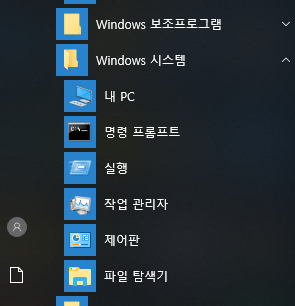 Windows 보조프로그램
Windows 시스템
내 PC
명령 프롬프트
실행
작업 관리자
제어판
파일 탐색기